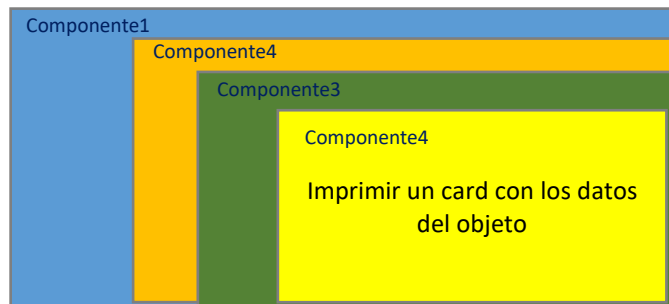 Componente1
Componente4
Componente3
Componente4
Imprimir un card con los datos
del objeto